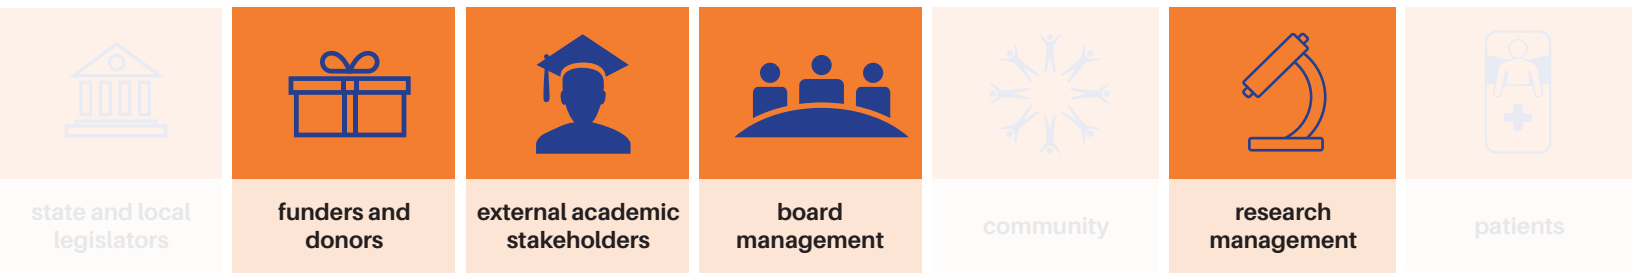 state and local
legislators
funders and
donors
external academic
stakeholders
board
management
community
research
management
patients